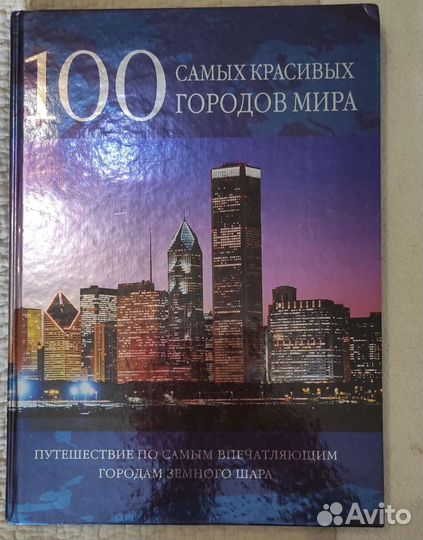 100 САМЫХ КРАСИВЫХ
ГОРОДОВ МИРА
ПУТЕШЕСТВИЕ ПО САМЫМ ВПЕЧАТЛЯЮЩИМ
ГОРОДАМ ЗЕМНОГО ШАРА
Avito